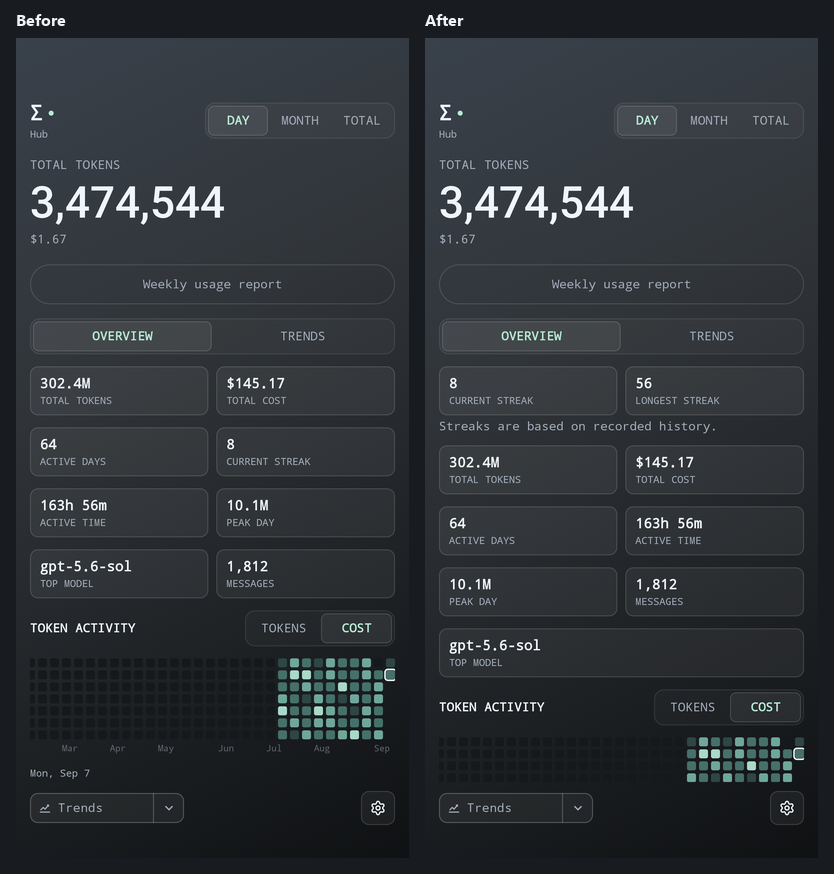 Before
Σ
Hub
DAY MONTH TOTAL
TOTAL TOKENS
3,474,544
$1.67
Weekly usage report
OVERVIEW TRENDS
302.4M $145.17
TOTAL TOKENS TOTAL COST
64 8
ACTIVE DAYS CURRENT STREAK
163h 56m 10.1M
ACTIVE TIME PEAK DAY
gpt-5.6-sol 1,812
TOP MODEL MESSAGES
TOKEN ACTIVITY TOKENS COST
Mar Apr May Jun Jul Aug Sep
Mon, Sep 7
Trends
After
Σ
Hub
DAY MONTH TOTAL
TOTAL TOKENS
3,474,544
$1.67
Weekly usage report
OVERVIEW TRENDS
8 56
CURRENT STREAK LONGEST STREAK
Streaks are based on recorded history.
302.4M $145.17
TOTAL TOKENS TOTAL COST
64 163h 56m
ACTIVE DAYS ACTIVE TIME
10.1M 1,812
PEAK DAY MESSAGES
gpt-5.6-sol
TOP MODEL
TOKEN ACTIVITY TOKENS COST
Trends